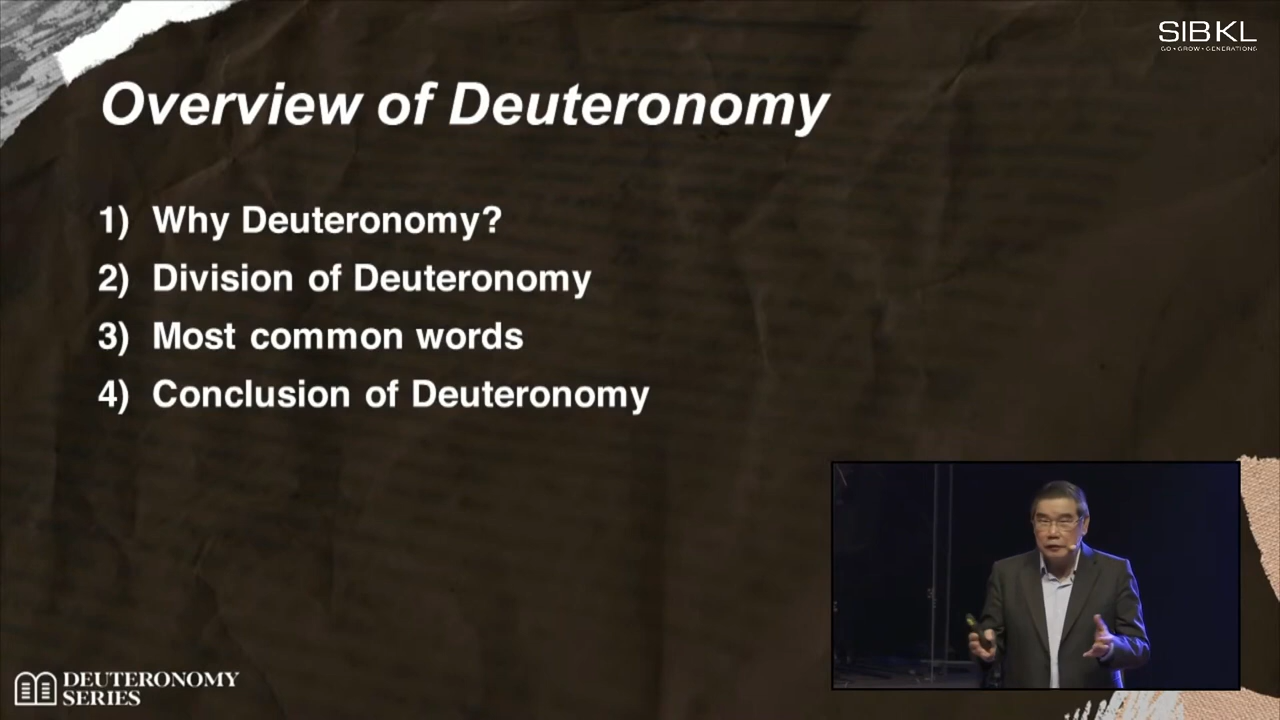 SIBKL
GO • GROW • GENERATIONS
Overview of Deuteronomy
1) Why Deuteronomy?
2) Division of Deuteronomy
3) Most common words
4) Conclusion of Deuteronomy
DEUTERONOMY
SERIES